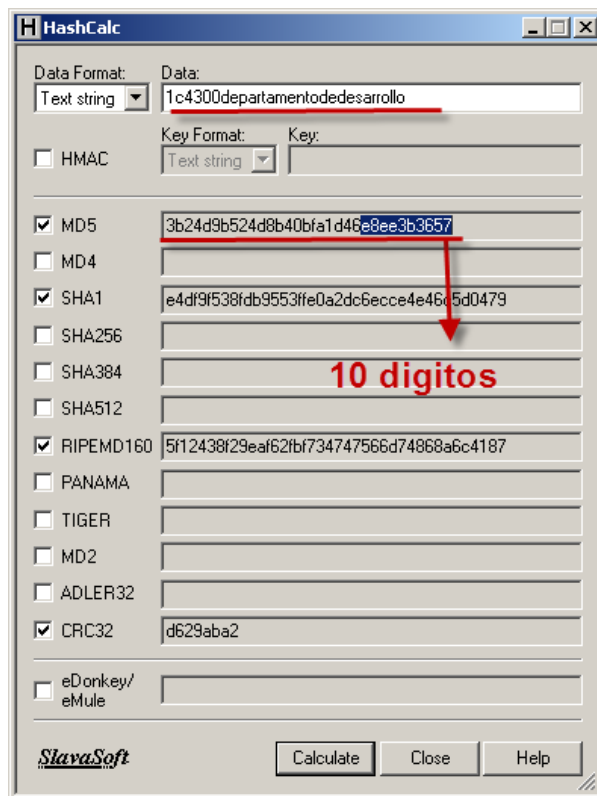 HashCalc
Data Format: Data:
Text string 1c4300departamentodedesarrollo
Key Format: Key:
HMAC Text string
MD5 3b24d9b524d8b40bfa1d46e8ee3b3657
MD4
SHA1 e4df9f538fdb9553ffe0a2dc6ecce4e46c5d0479
SHA256
SHA384
10 digitos
SHA512
RIPEMD160 5f12438f29eaf62fbf734747566d74868a6c4187
PANAMA
TIGER
MD2
ADLER32
CRC32 d629aba2
eDonkey/
eMule
SlavaSoft Calculate Close Help